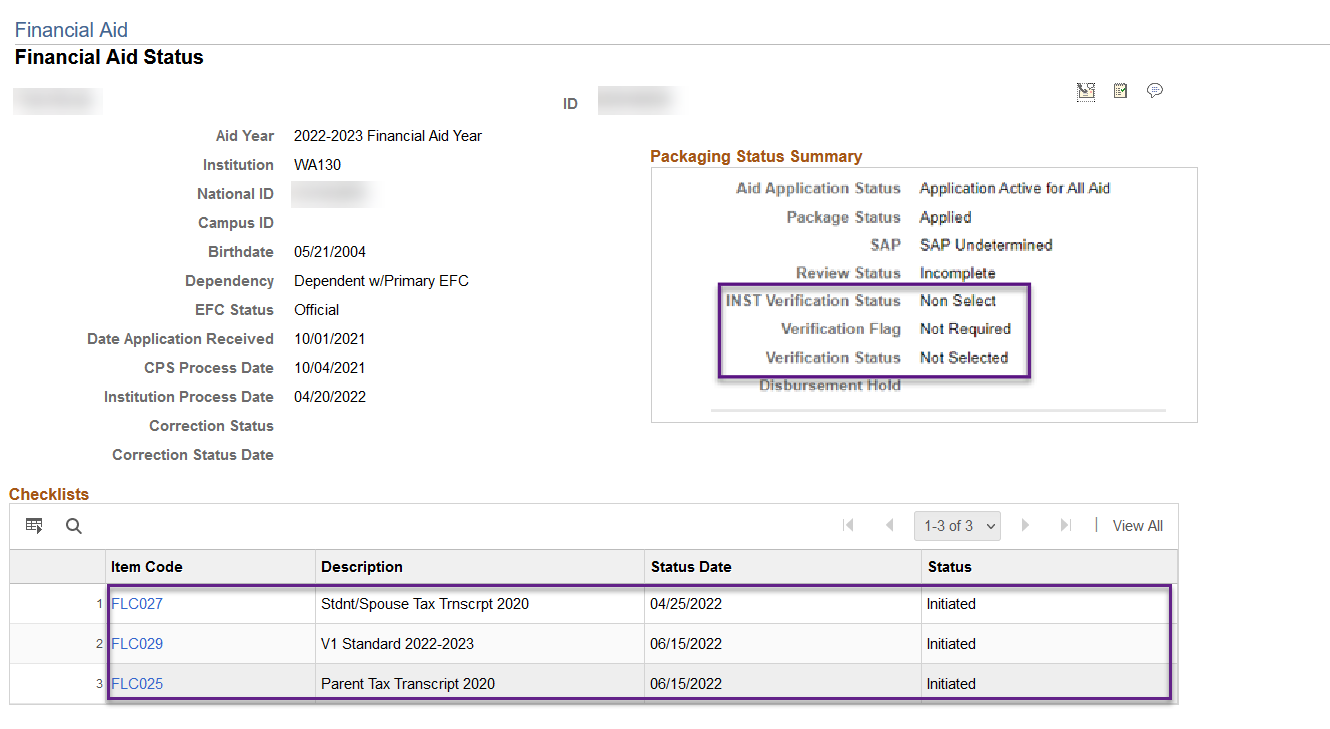 Financial Aid
Financial Aid Status
ID
Aid Year 2022-2023 Financial Aid Year
Institution WA130
National ID
Campus ID
Birthdate 05/21/2004
Dependency Dependent w/Primary EFC
EFC Status Official
Date Application Received 10/01/2021
CPS Process Date 10/04/2021
Institution Process Date 04/20/2022
Correction Status
Correction Status Date
Packaging Status Summary
Aid Application Status Application Active for All Aid
Package Status Applied
SAP SAP Undetermined
Review Status Incomplete
INST Verification Status Non Select
Verification Flag Not Required
Verification Status Not Selected
Disbursement Hold
Checklists
1-3 of 3 | View All
Item Code Description Status Date Status
1 FLC027 Stdnt/Spouse Tax Trnscrpt 2020 04/25/2022 Initiated
2 FLC029 V1 Standard 2022-2023 06/15/2022 Initiated
3 FLC025 Parent Tax Transcript 2020 06/15/2022 Initiated